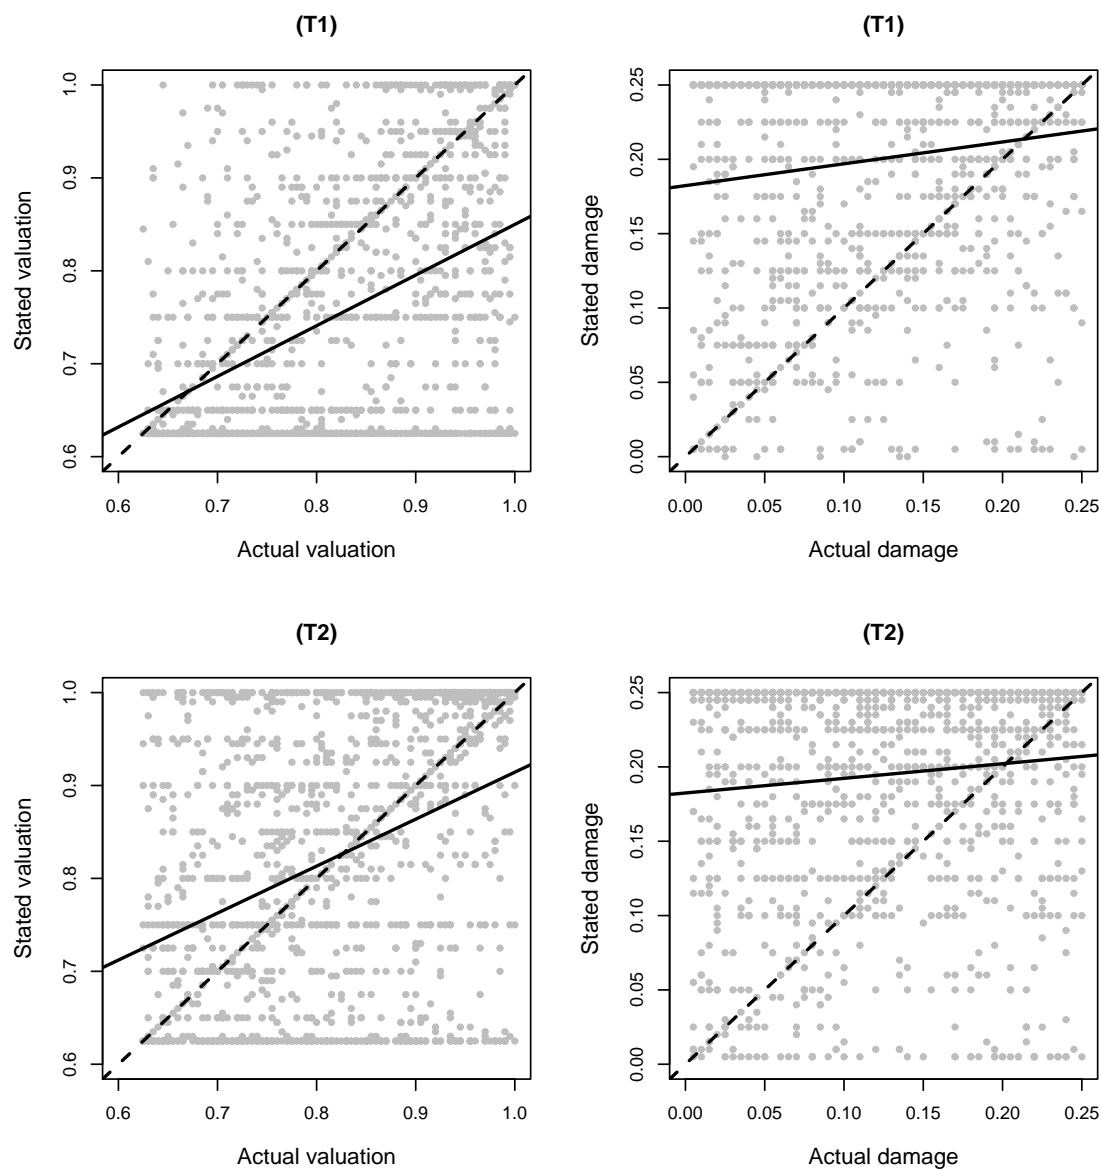 (T1)
(T1)
1.0
0.9
0.8
0.7
0.6
Stated valuation
0.6 0.7 0.8 0.9 1.0
Actual valuation
0.25
0.20
0.15
0.10
0.05
0.00
Stated damage
0.00 0.05 0.10 0.15 0.20 0.25
Actual damage
(T2)
(T2)
1.0
0.9
0.8
0.7
0.6
Stated valuation
0.6 0.7 0.8 0.9 1.0
Actual valuation
0.25
0.20
0.15
0.10
0.05
0.00
Stated damage
0.00 0.05 0.10 0.15 0.20 0.25
Actual damage